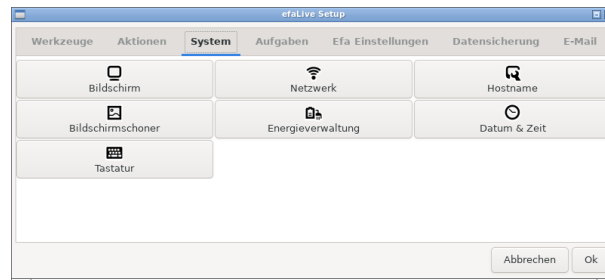 efaLive Setup
Werkzeuge Aktionen System Aufgaben Efa Einstellungen Datensicherung E-Mail
Bildschirm Netzwerk Hostname
Bildschirmschoner Energieverwaltung Datum & Zeit
Tastatur
Abbrechen Ok